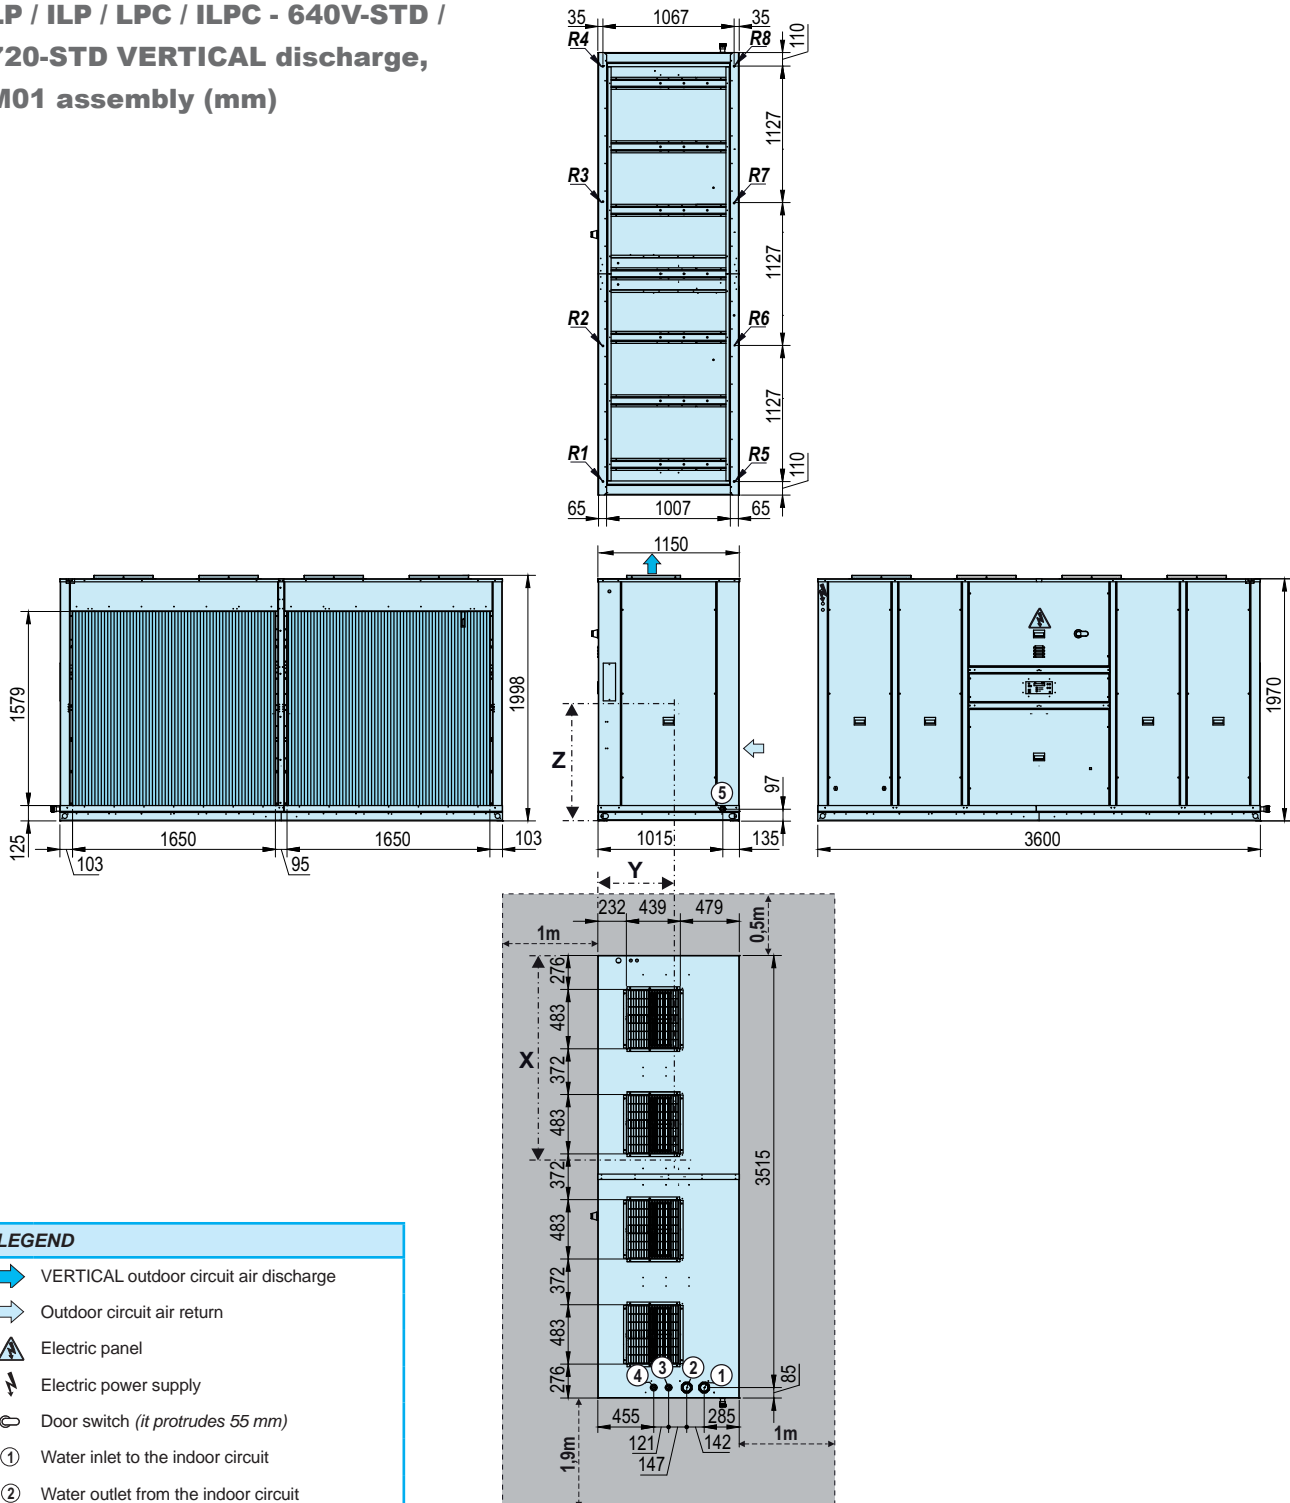 LP / ILP / LPC / ILPC - 640V-STD /
720-STD VERTICAL discharge,
M01 assembly (mm)
35 1067 35
R4 R8
110
1127
R3 R7
1127
R2 R6
1127
R1 R5
110
65 1007 65
1150
1579
1998
125
103 1650 95 1650 103
Z
5
97
1015 135
1970
3600
Y
232 439 479
0,5m
1m
276
483
X
372
483
372
3515
483
372
483
276
4 3 2 1
85
455 285
121 142
147
1,9m
1m
LEGEND
VERTICAL outdoor circuit air discharge
Outdoor circuit air return
Electric panel
Electric power supply
Door switch (it protrudes 55 mm)
1 Water inlet to the indoor circuit
2 Water outlet from the indoor circuit